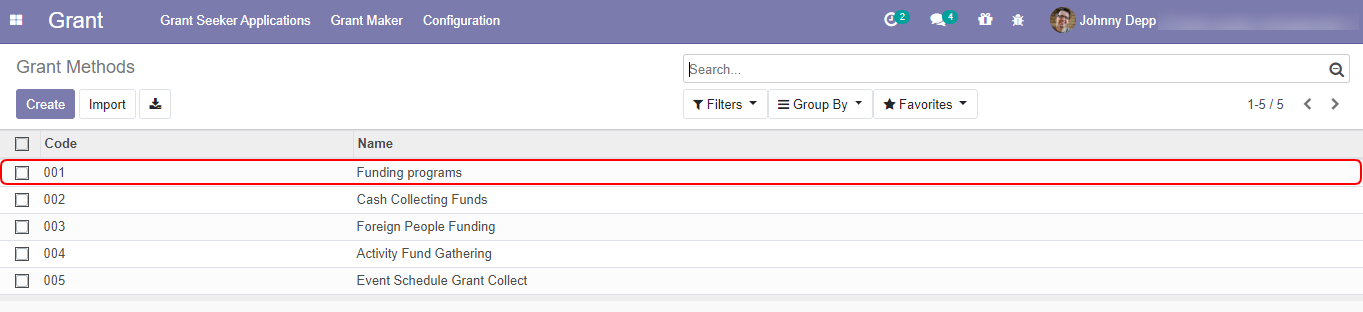 Grant Grant Seeker Applications Grant Maker Configuration 2 4 Johnny Depp
Grant Methods Search...
Create Import Filters Group By Favorites 1-5 / 5
Code Name
001 Funding programs
002 Cash Collecting Funds
003 Foreign People Funding
004 Activity Fund Gathering
005 Event Schedule Grant Collect